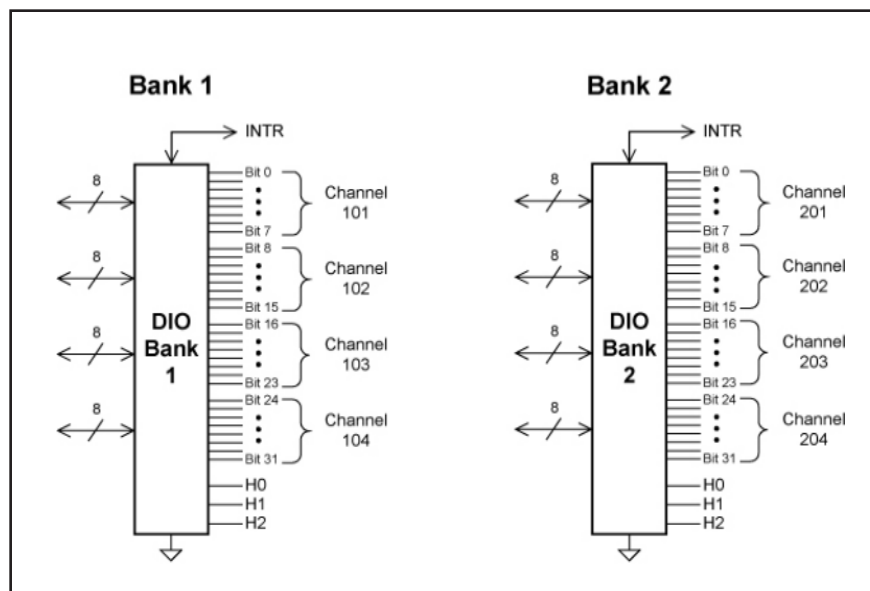 Bank 1
INTR
8
Bit 0
Channel
101
Bit 7
8
Bit 8
Channel
102
Bit 15
DIO
Bank
1
8
Bit 16
Channel
103
Bit 23
8
Bit 24
Channel
104
Bit 31
H0
H1
H2
Bank 2
INTR
8
Bit 0
Channel
201
Bit 7
8
Bit 8
Channel
202
Bit 15
DIO
Bank
2
8
Bit 16
Channel
203
Bit 23
8
Bit 24
Channel
204
Bit 31
H0
H1
H2